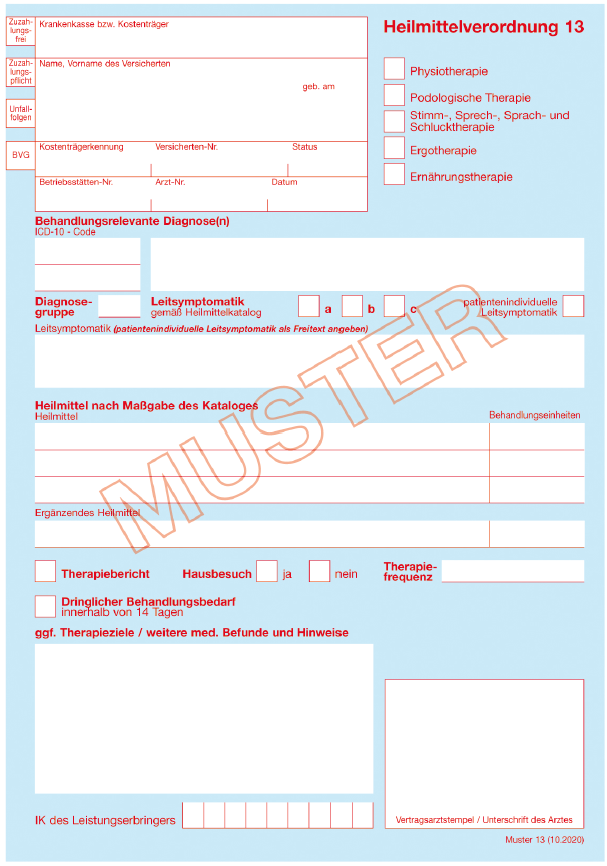 Zuzah-
lungs-
frei
Krankenkasse bzw. Kostenträger
Heilmittelverordnung 13
Zuzah-
lungs-
pflicht
Name, Vorname des Versicherten
geb. am
Physiotherapie
Podologische Therapie
Unfall-
folgen
Stimm-, Sprech-, Sprach- und
Schlucktherapie
BVG
Kostenträgerkennung Versicherten-Nr. Status
Ergotherapie
Ernährungstherapie
Betriebsstätten-Nr. Arzt-Nr. Datum
Behandlungsrelevante Diagnose(n)
ICD-10 - Code
Diagnose-
gruppe
Leitsymptomatik
gemäß Heilmittelkatalog
a b c
patientenindividuelle
Leitsymptomatik
Leitsymptomatik (patientenindividuelle Leitsymptomatik als Freitext angeben)
MUSTER
Heilmittel nach Maßgabe des Kataloges
Heilmittel Behandlungseinheiten
Ergänzendes Heilmittel
Therapiebericht Hausbesuch ja nein
Therapie-
frequenz
Dringlicher Behandlungsbedarf
innerhalb von 14 Tagen
ggf. Therapieziele / weitere med. Befunde und Hinweise
IK des Leistungserbringers
Vertragsarztstempel / Unterschrift des Arztes
Muster 13 (10.2020)